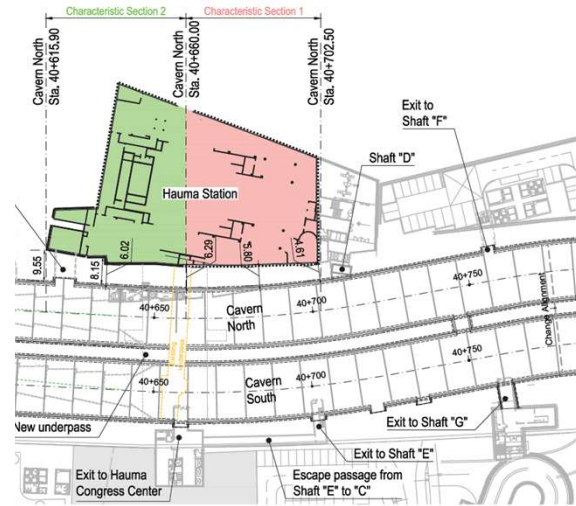 Characteristic Section 2
Characteristic Section 1
Cavern North
Sta. 40+615.90
Cavern North
Sta. 40+660.00
Cavern North
Sta. 40+702.50
Exit to
Shaft "F"
Shaft "D"
Hauma Station
9.55
8.15
6.02
6.29
5.80
4.61
40+650
Cavern
North
40+700
40+750
Change Alignment
40+650
Cavern
South
40+700
40+750
New underpass
Exit to Hauma
Congress Center
Exit to Shaft "E"
Exit to Shaft "G"
Escape passage from
Shaft "E" to "C"